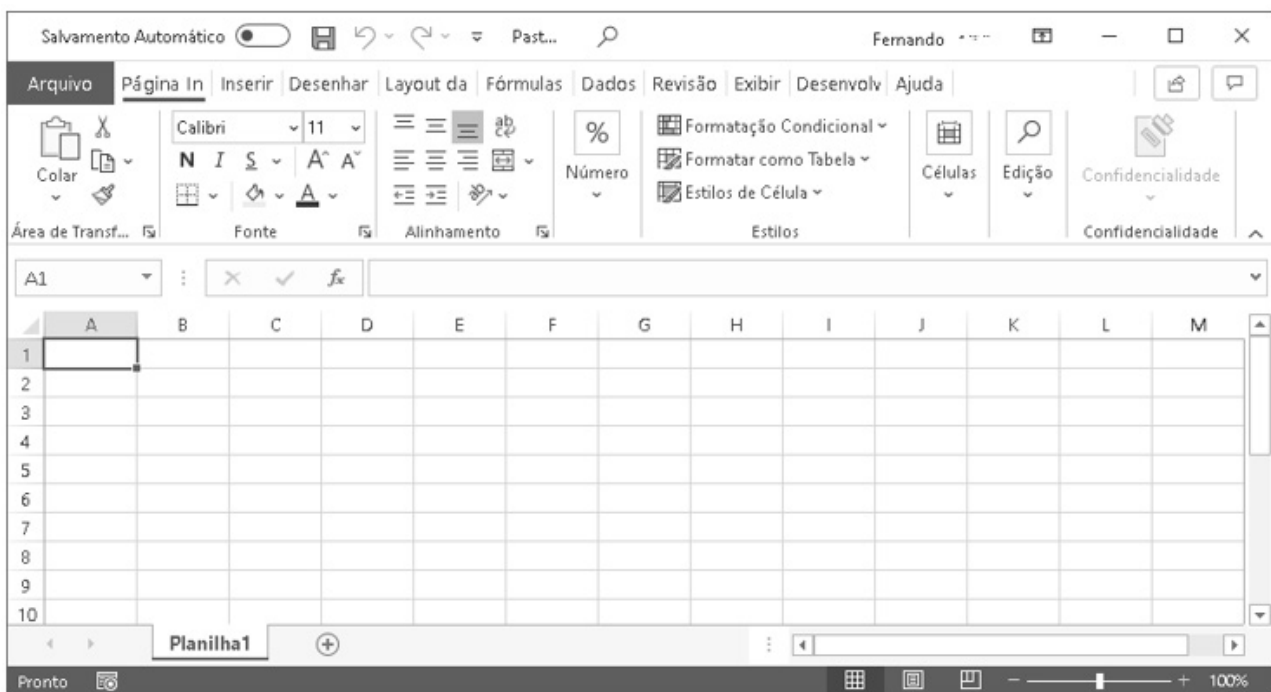 Salvamento Automático Past... Fernando
Arquivo Página In Inserir Desenhar Layout da Fórmulas Dados Revisão Exibir Desenvolv Ajuda
Colar
Área de Transf...
Calibri 11
N I S A A
A
Fonte
ab
Alinhamento
%
Número
Formatação Condicional
Formatar como Tabela
Estilos de Célula
Estilos
Células
Edição
Confidencialidade
Confidencialidade
A1 fx
A B C D E F G H I J K L M
1
2
3
4
5
6
7
8
9
10
Planilha1
Pronto 100%